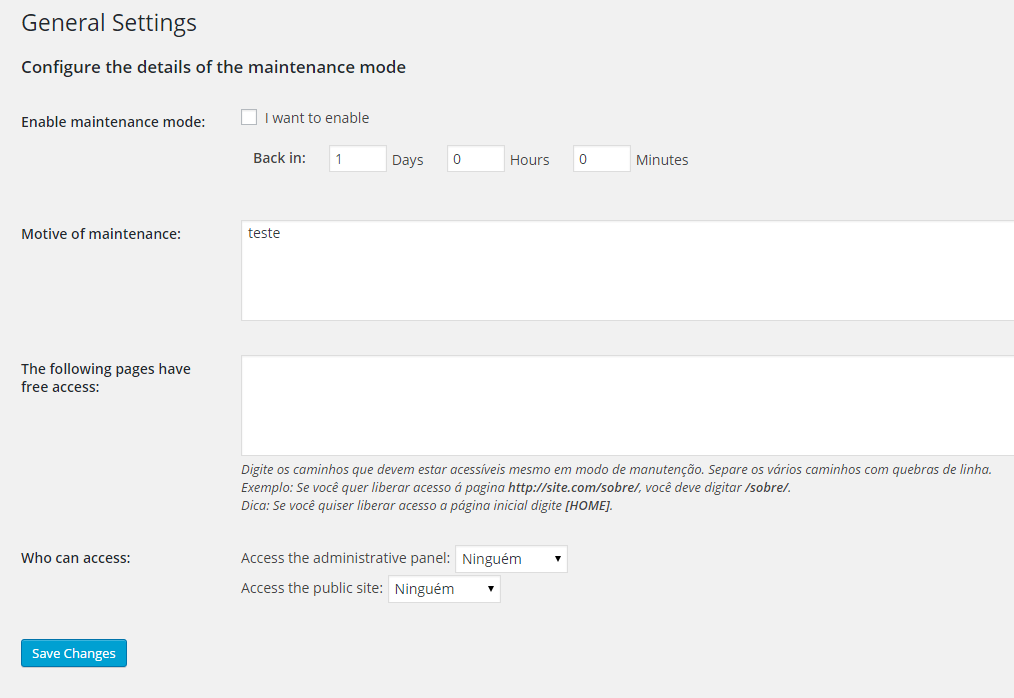 General Settings
Configure the details of the maintenance mode
Enable maintenance mode: I want to enable
Back in: 1 Days 0 Hours 0 Minutes
Motive of maintenance: teste
The following pages have
free access:
Digite os caminhos que devem estar acessíveis mesmo em modo de manutenção. Separe os vários caminhos com quebras de linha.
Exemplo: Se você quer liberar acesso á pagina http://site.com/sobre/, você deve digitar /sobre/.
Dica: Se você quiser liberar acesso a página inicial digite [HOME].
Who can access: Access the administrative panel: Ninguém
Access the public site: Ninguém
Save Changes